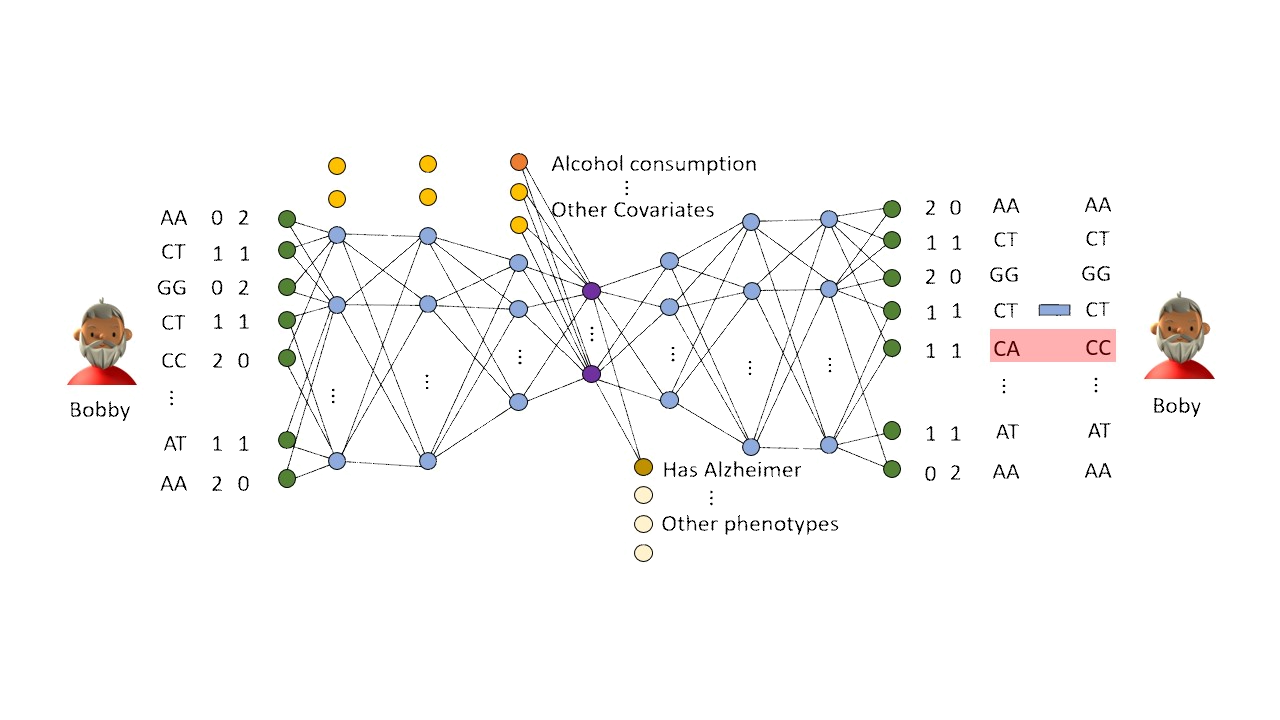 Alcohol consumption
Other Covariates
AA 0 2
CT 1 1
GG 0 2
CT 1 1
CC 2 0
AT 1 1
AA 2 0
Bobby
Has Alzheimer
Other phenotypes
2 0 AA AA
1 1 CT CT
2 0 GG GG
1 1 CT CT
1 1 CA CC
1 1 AT AT
0 2 AA AA
Boby